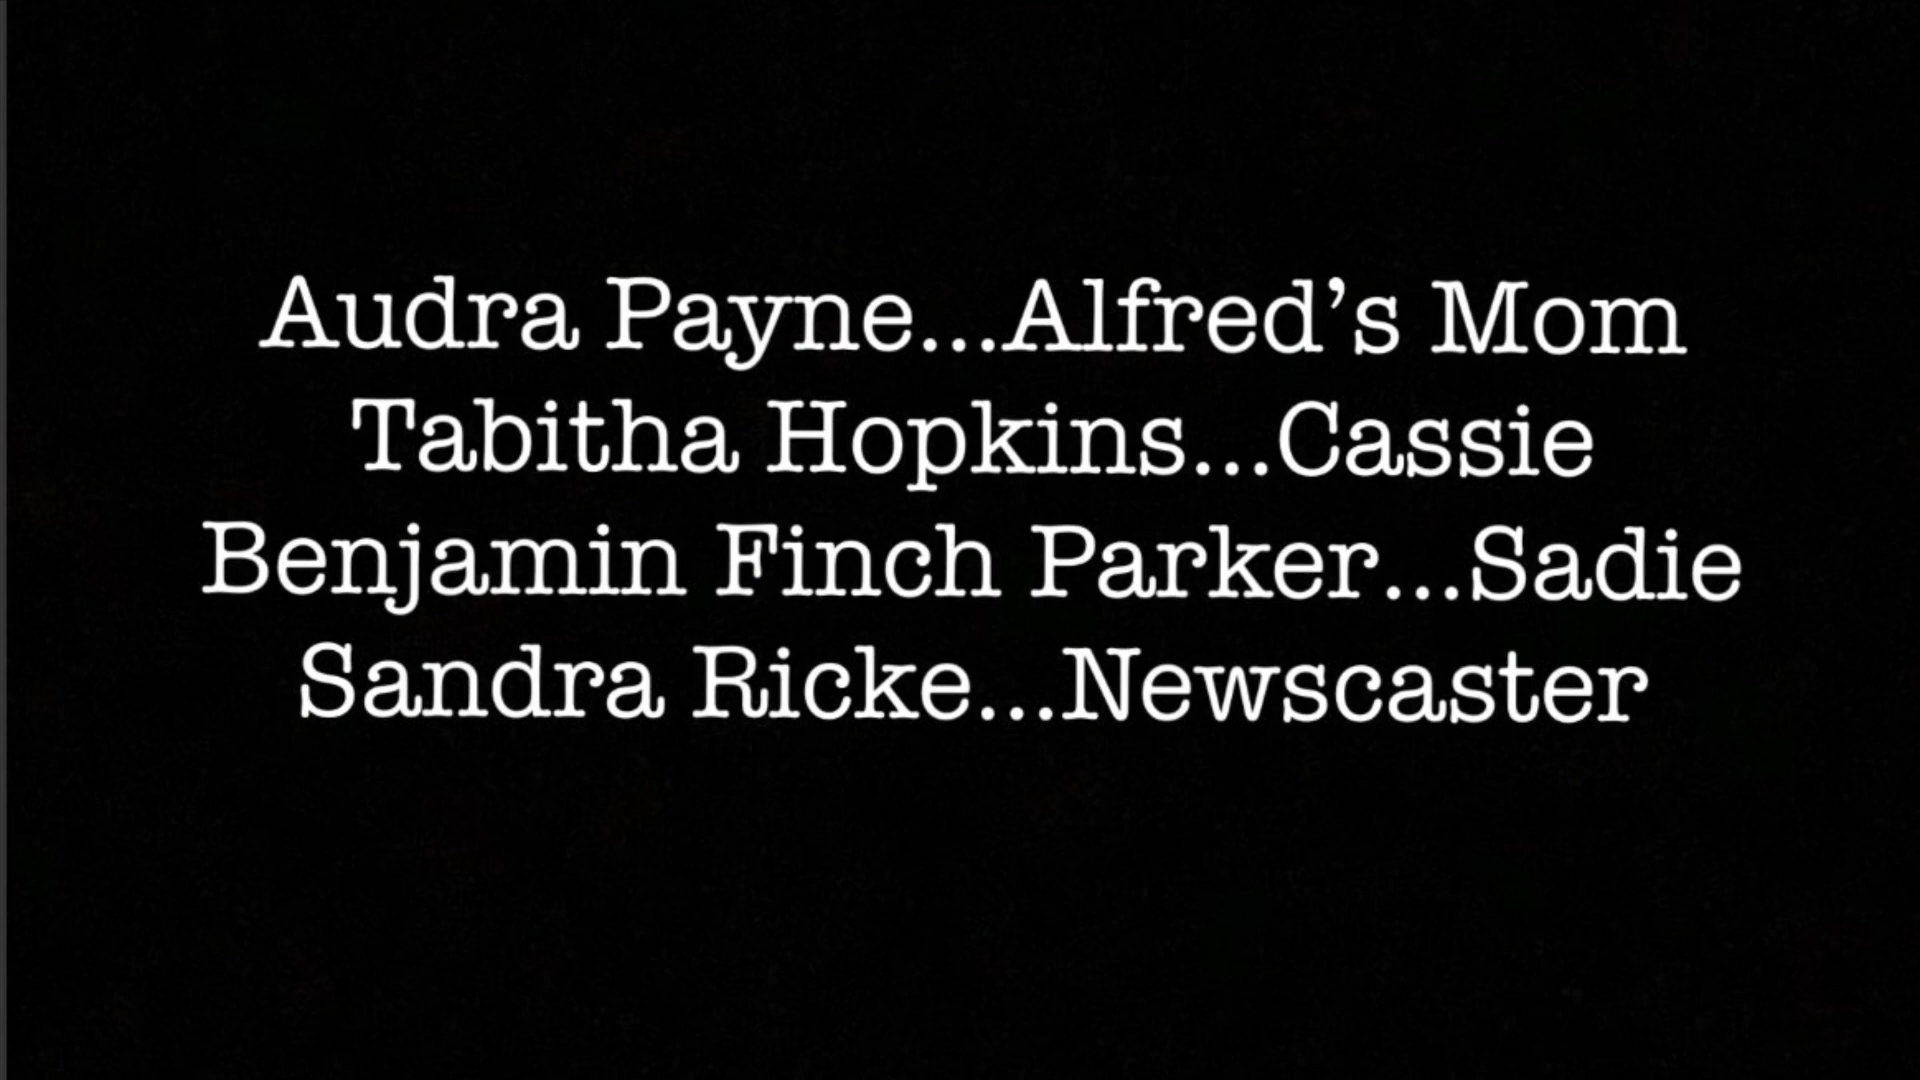 Audra Payne...Alfred’s Mom
Tabitha Hopkins...Cassie
Benjamin Finch Parker...Sadie
Sandra Ricke...Newscaster